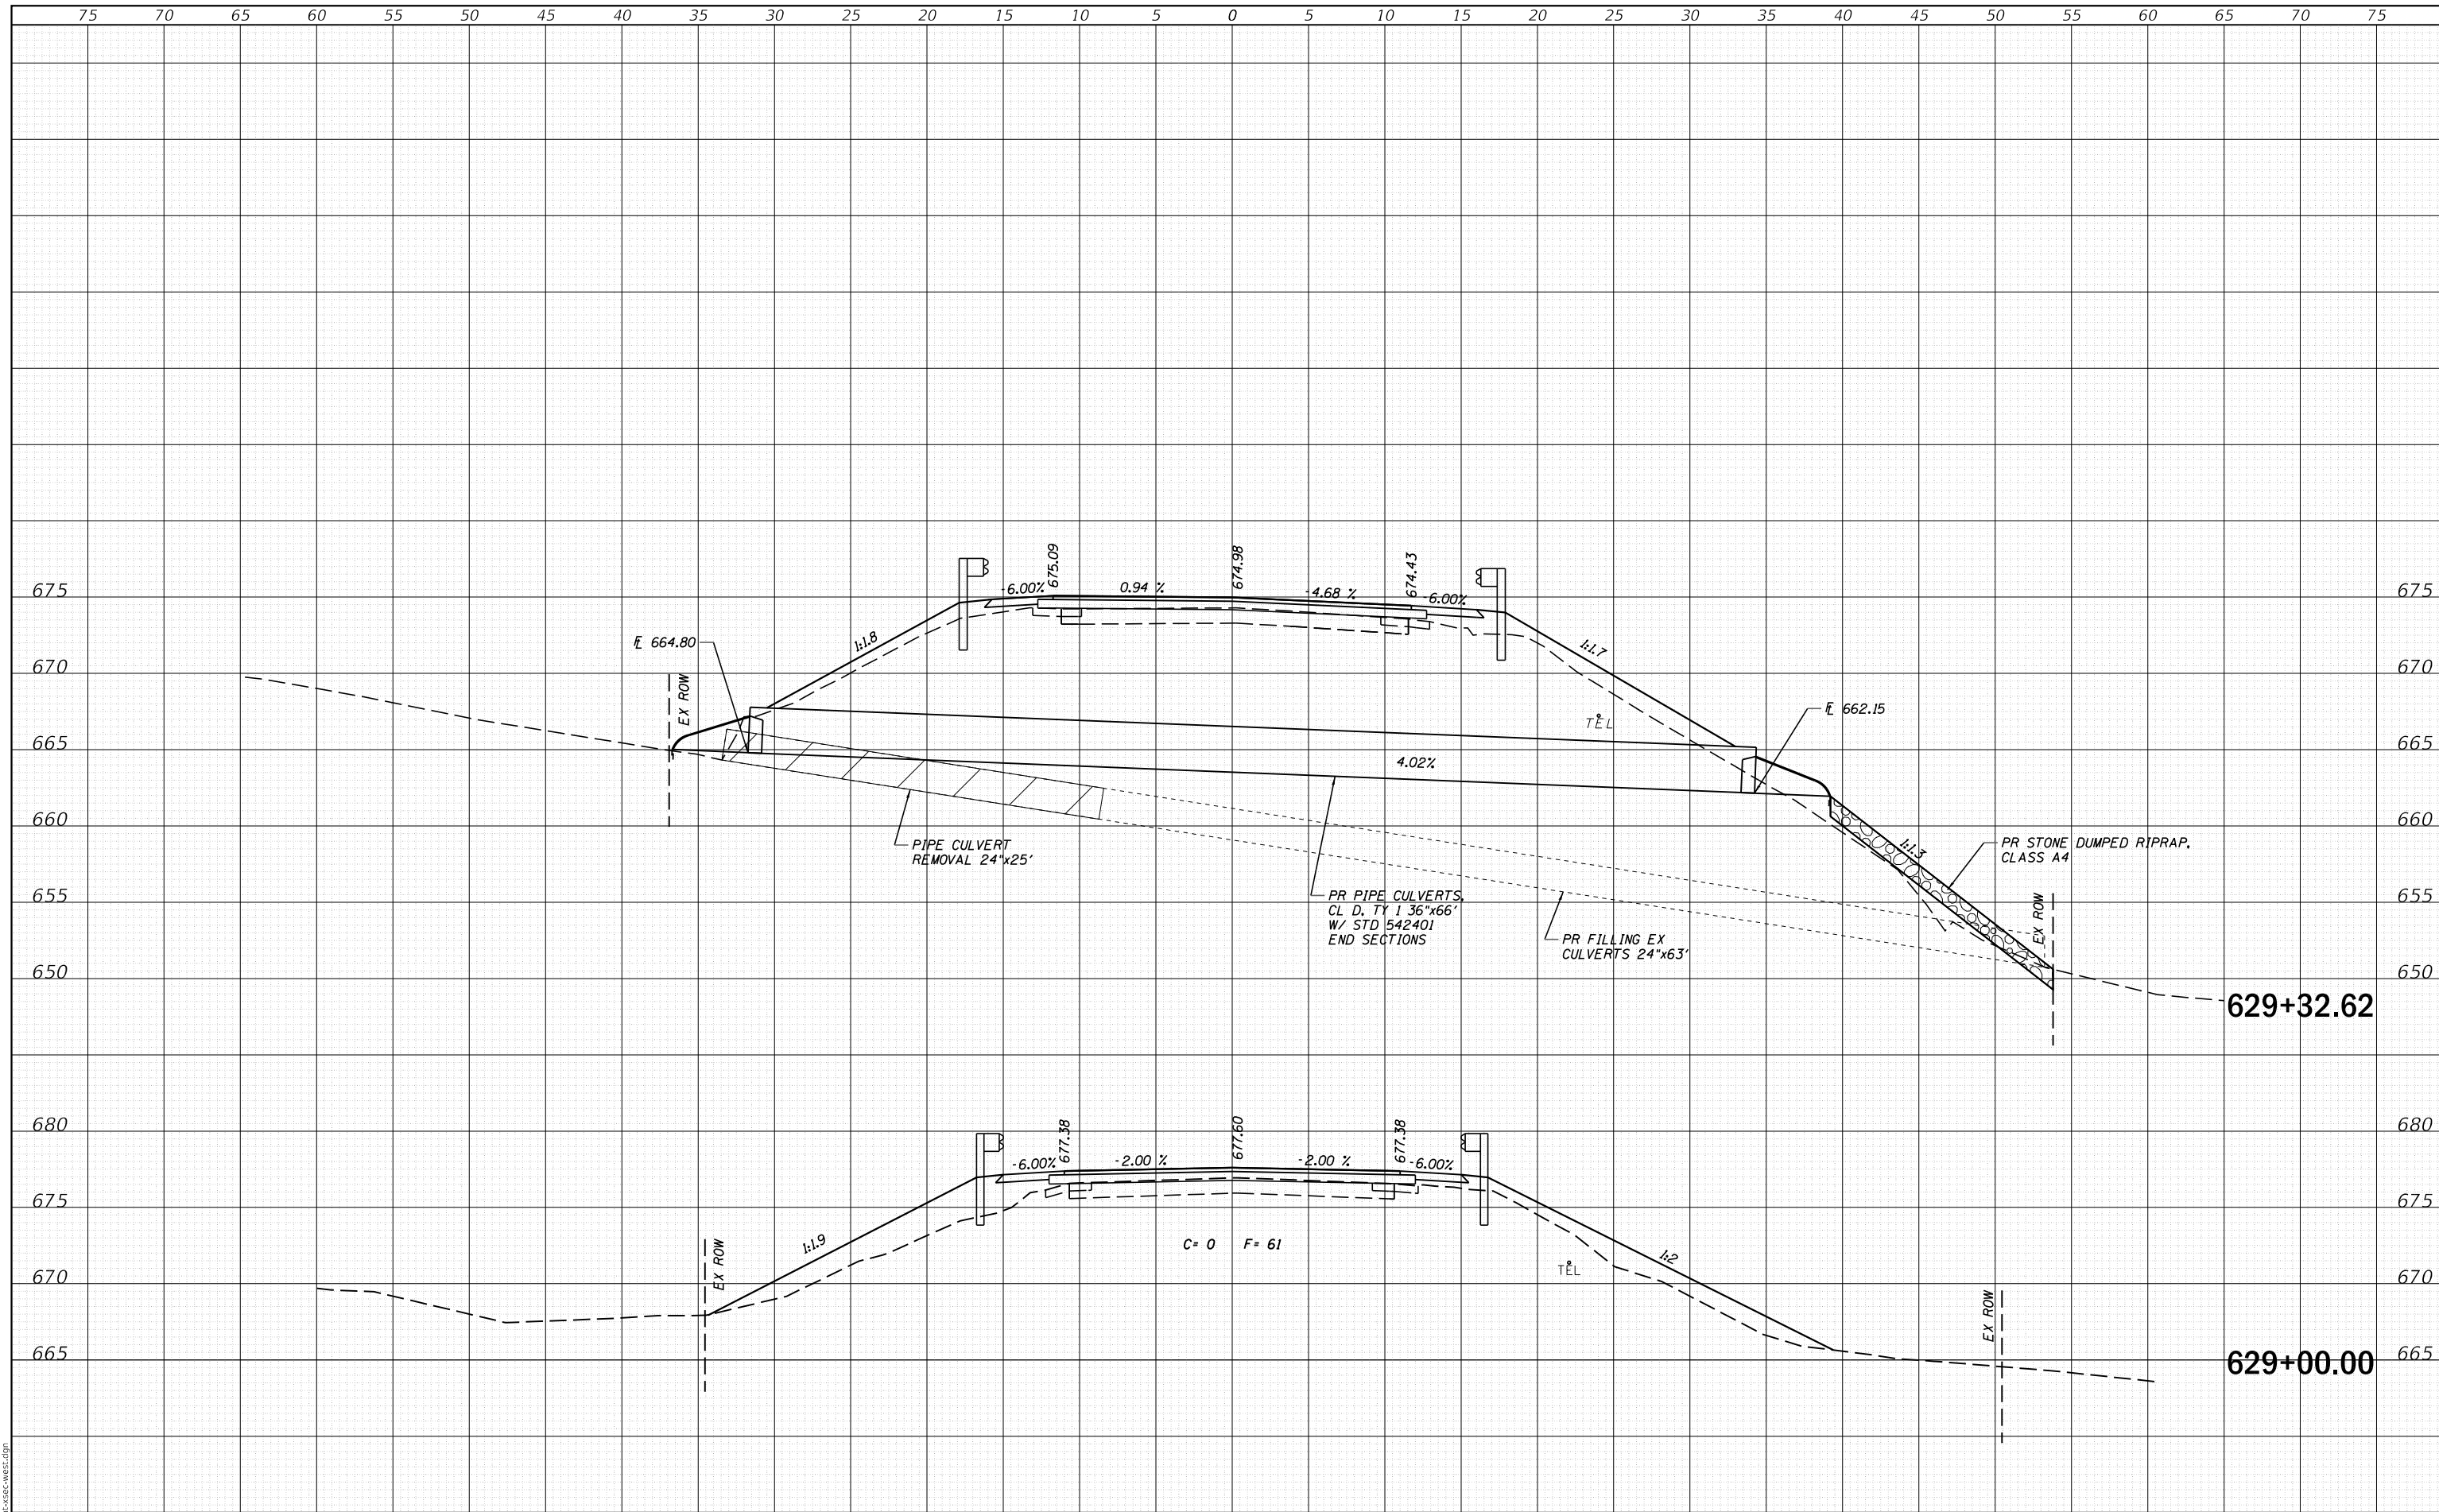 75 70 65 60 55 50 45 40 35 30 25 20 15 10 5 0 5 10 15 20 25 30 35 40 45 50 55 60 65 70 75
675.09
674.98
674.43
675
-6.00%
0.94 %
-4.68 %
-6.00%
675
℄ 664.80
1:1.8
1:1.7
670
EX ROW
670
TEL
℄ 662.15
665
4.02%
665
660
PIPE CULVERT
REMOVAL 24"x25'
1:1.3
PR STONE DUMPED RIPRAP,
CLASS A4
660
655
PR PIPE CULVERTS,
CL D, TY 1 36"x66'
W/ STD 542401
END SECTIONS
PR FILLING EX
CULVERTS 24"x63'
EX ROW
655
650
650
629+32.62
680
677.38
677.60
677.38
680
-6.00%
-2.00 %
-2.00 %
-6.00%
675
675
1:1.9
EX ROW
C= 0 F= 61
TEL
1:2
670
670
EX ROW
665
629+00.00
665
t-xsec-west.dgn